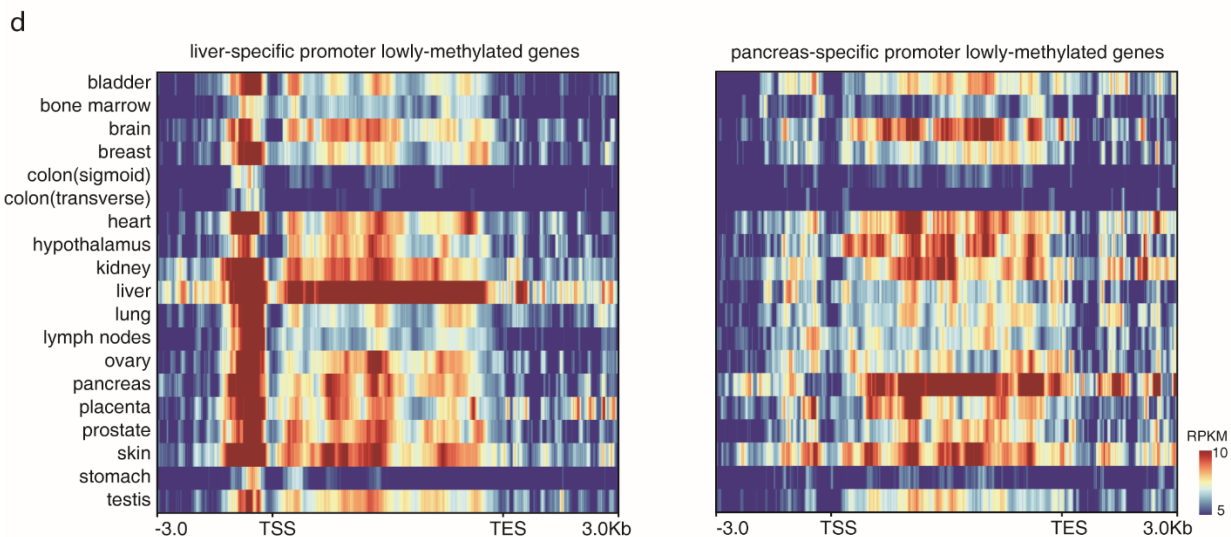 d
liver-specific promoter lowly-methylated genes
pancreas-specific promoter lowly-methylated genes
bladder
bone marrow
brain
breast
colon(sigmoid)
colon(transverse)
heart
hypothalamus
kidney
liver
lung
lymph nodes
ovary
pancreas
placenta
prostate
skin
stomach
testis
-3.0 TSS TES 3.0Kb
-3.0 TSS TES 3.0Kb
RPKM
10
5